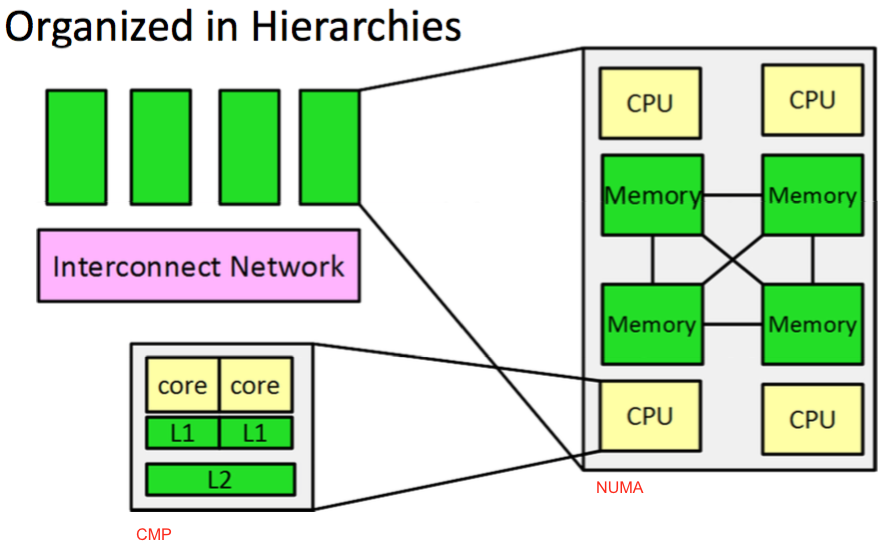 Organized in Hierarchies
CPU
CPU
Memory
Memory
Interconnect Network
Memory
Memory
core
core
L1
L1
L2
CPU
CPU
NUMA
CMP